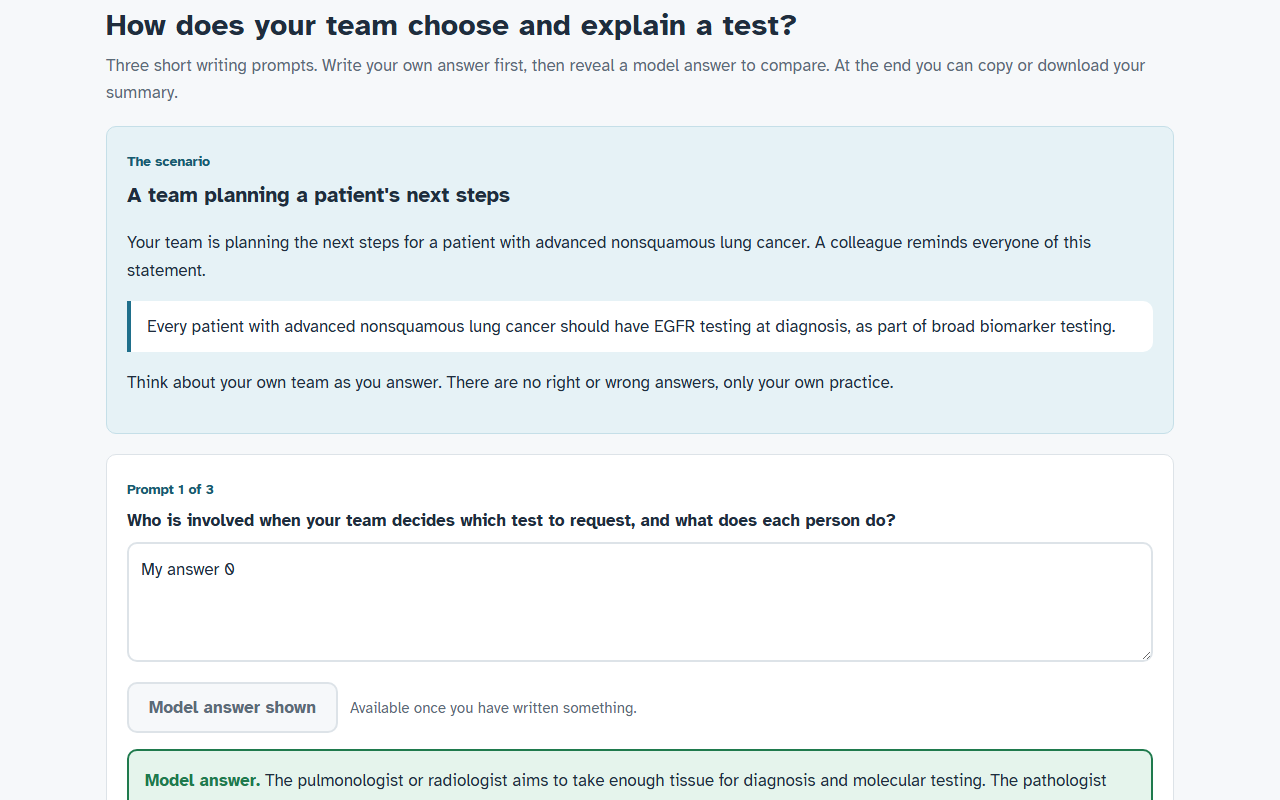 How does your team choose and explain a test?
Three short writing prompts. Write your own answer first, then reveal a model answer to compare. At the end you can copy or download your
summary.
The scenario
A team planning a patient's next steps
Your team is planning the next steps for a patient with advanced nonsquamous lung cancer. A colleague reminds everyone of this
statement.
Every patient with advanced nonsquamous lung cancer should have EGFR testing at diagnosis, as part of broad biomarker testing.
Think about your own team as you answer. There are no right or wrong answers, only your own practice.
Prompt 1 of 3
Who is involved when your team decides which test to request, and what does each person do?
My answer 0
Model answer shown
Available once you have written something.
Model answer. The pulmonologist or radiologist aims to take enough tissue for diagnosis and molecular testing. The pathologist